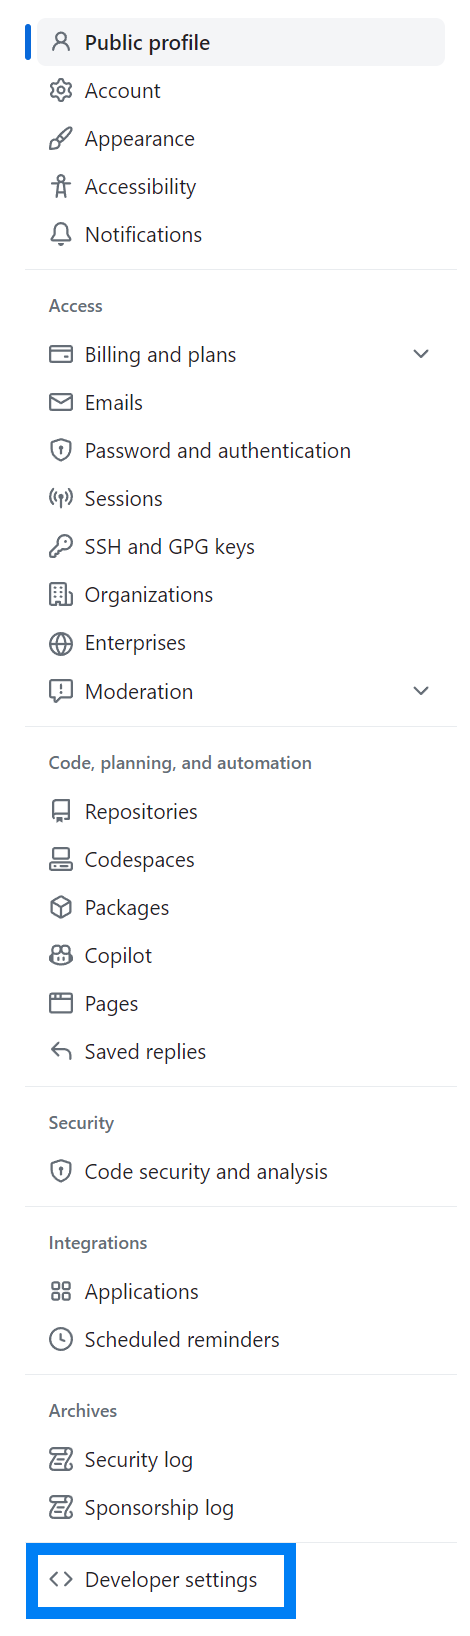 Public profile
Account
Appearance
Accessibility
Notifications
Access
Billing and plans
Emails
Password and authentication
Sessions
SSH and GPG keys
Organizations
Enterprises
Moderation
Code, planning, and automation
Repositories
Codespaces
Packages
Copilot
Pages
Saved replies
Security
Code security and analysis
Integrations
Applications
Scheduled reminders
Archives
Security log
Sponsorship log
Developer settings